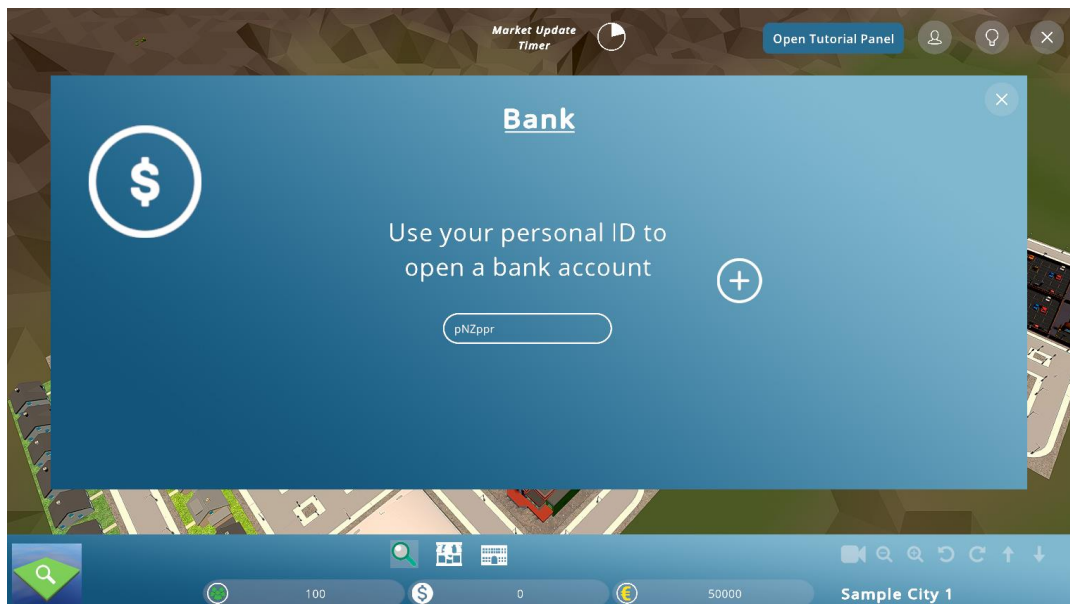 Market Update
Timer
Open Tutorial Panel
Bank
$
Use your personal ID to
open a bank account
pNZppr
100
$
0
€
50000
Sample City 1